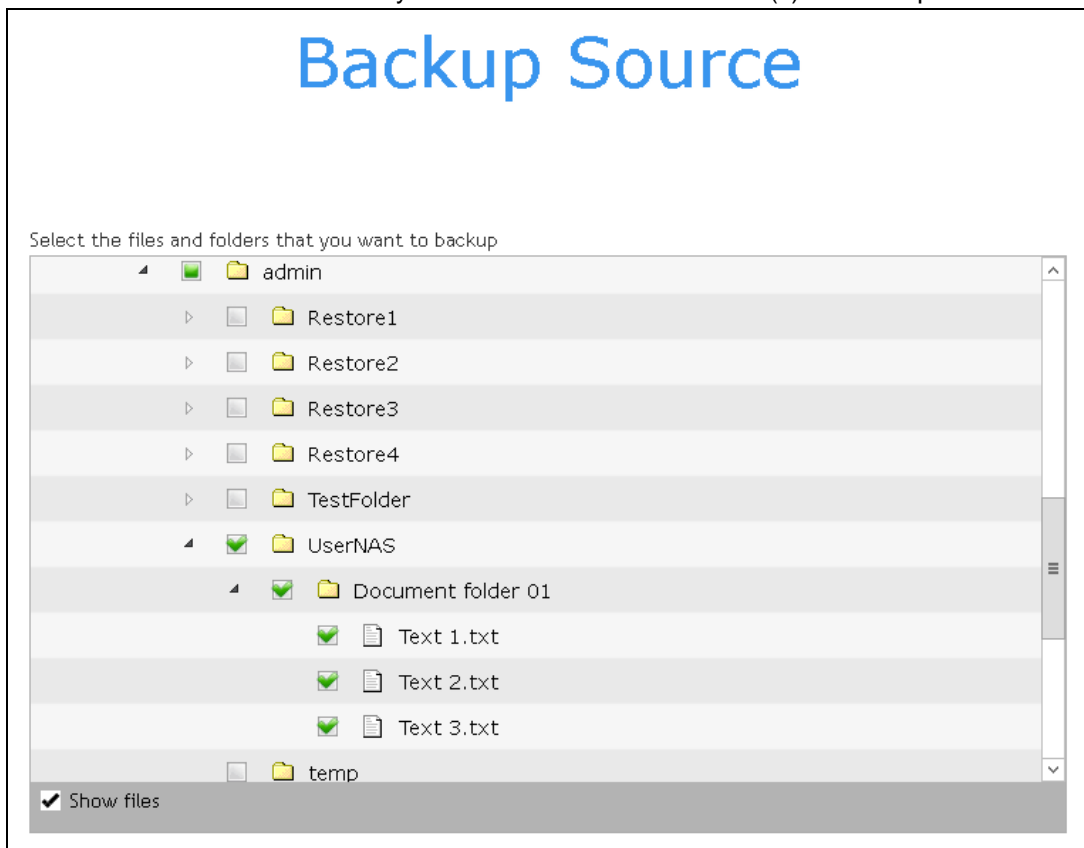 Backup Source
Select the files and folders that you want to backup
admin
Restore1
Restore2
Restore3
Restore4
TestFolder
UserNAS
Document folder 01
Text 1.txt
Text 2.txt
Text 3.txt
temp
Show files